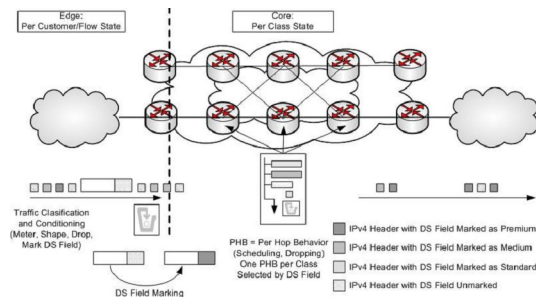 Edge:
Per Customer/Flow State
Core:
Per Class State
Traffic Clasification
and Conditioning
(Meter, Shape, Drop,
Mark DS Field)
DS Field Marking
PHB = Per Hop Behavior
(Scheduling, Dropping)
One PHB per Class
Selected by DS Field
IPv4 Header with DS Field Marked as Premium
IPv4 Header with DS Field Marked as Medium
IPv4 Header with DS Field Marked as Standard
IPv4 Header with DS Field Unmarked